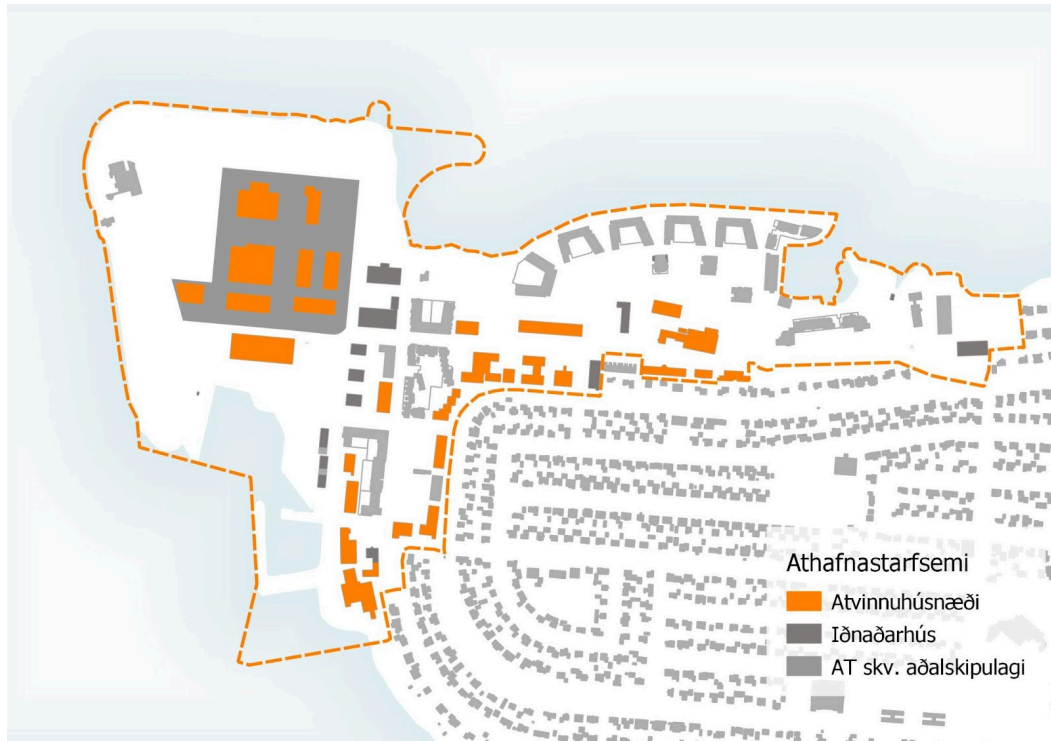 Athafnastarfsemi
Atvinnuhúsnæði
Iðnaðarhús
AT skv. aðalskipulagi